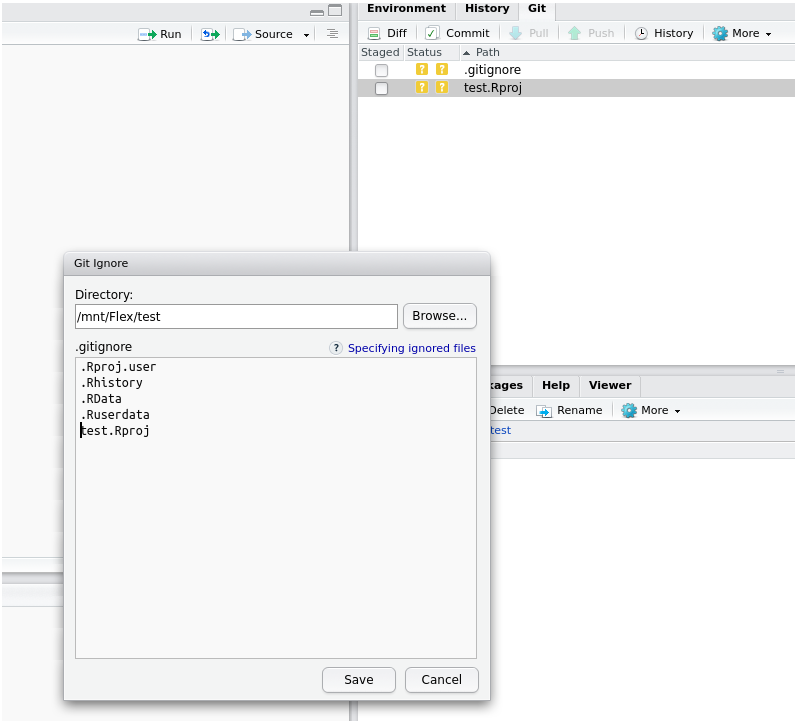 Environment History Git
Run Source
Diff Commit Pull Push History More
Staged Status Path
? ? .gitignore
? ? test.Rproj
Git Ignore
Directory:
/mnt/Flex/test Browse...
.gitignore ? Specifying ignored files
.Rproj.user
.Rhistory
.RData
.Ruserdata
test.Rproj
Save Cancel
kages Help Viewer
Delete Rename More
test